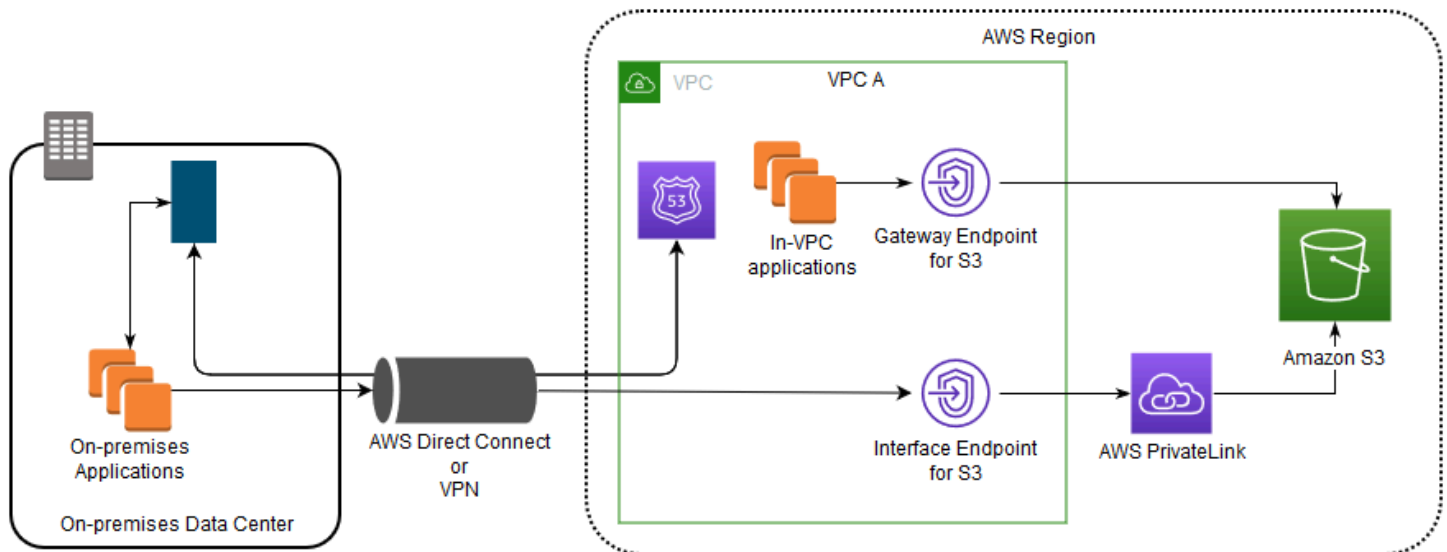 AWS Region
VPC
VPC A
53
In-VPC
applications
Gateway Endpoint
for S3
Amazon S3
On-premises
Applications
AWS Direct Connect
or
VPN
Interface Endpoint
for S3
AWS PrivateLink
On-premises Data Center